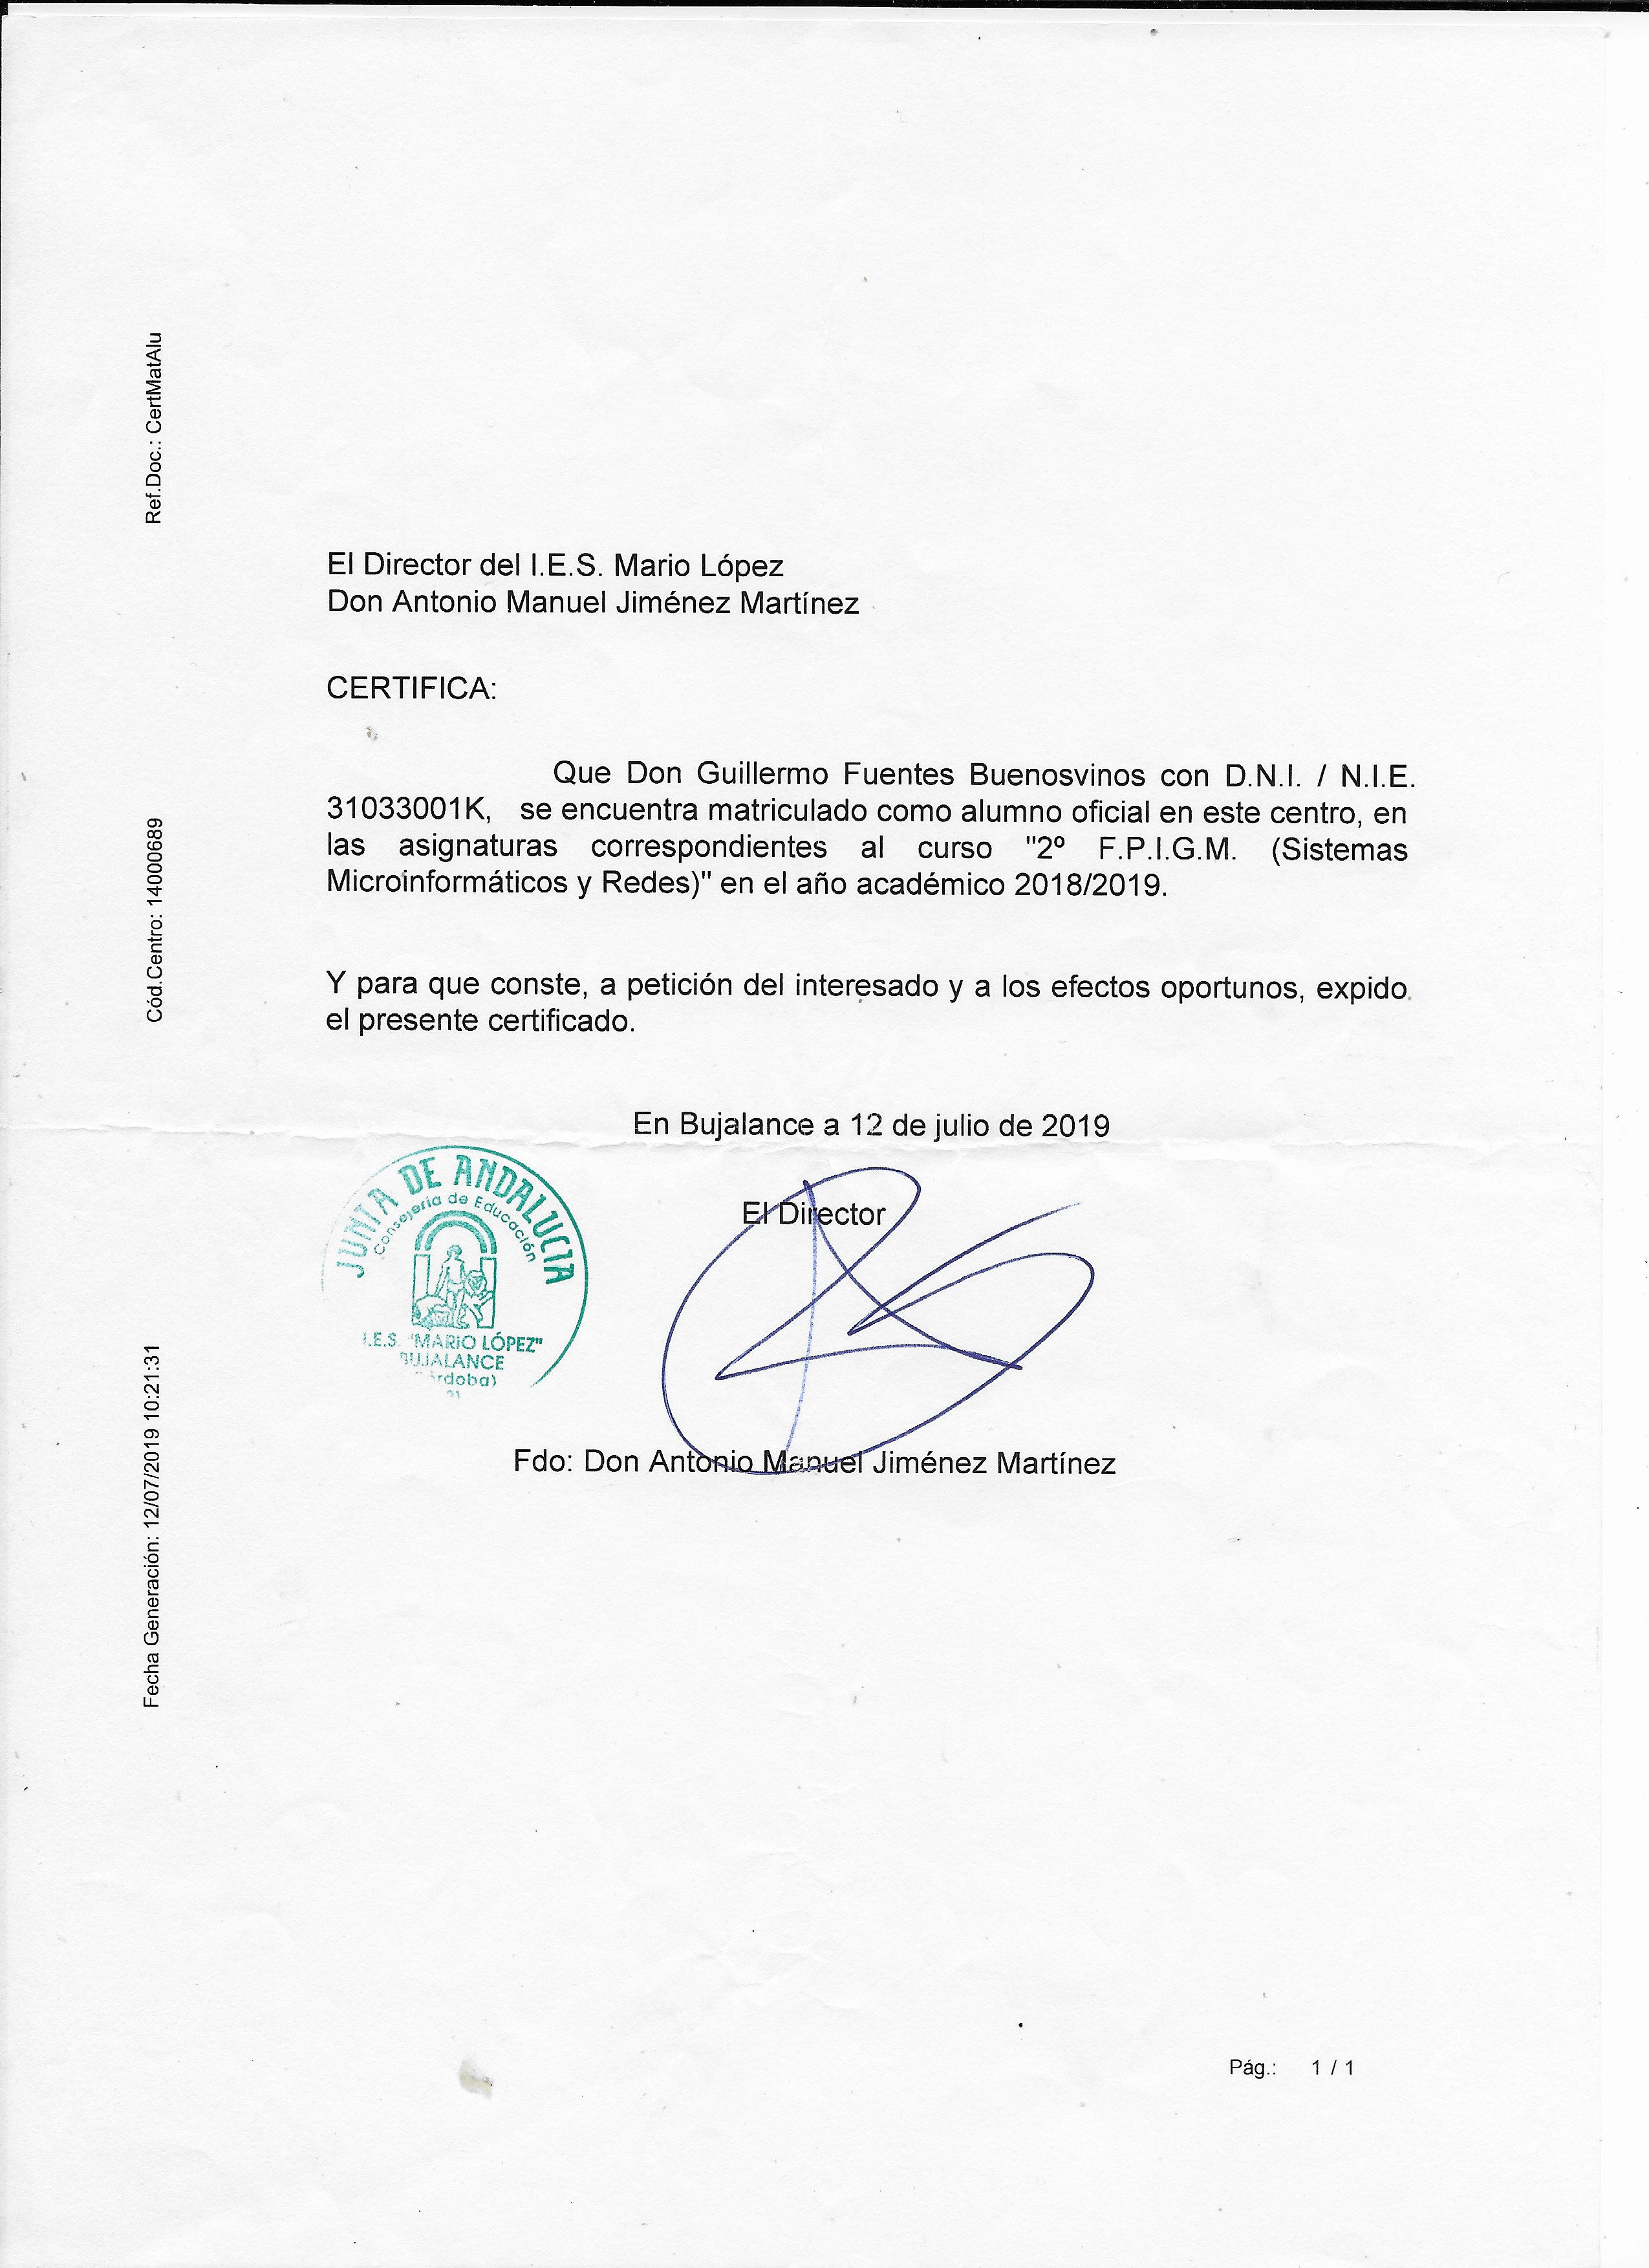 Ref.Doc.: CertMatAlu
Cód.Centro: 14000689
Fecha Generación: 12/07/2019 10:21:31
El Director del I.E.S. Mario López
Don Antonio Manuel Jiménez Martínez
CERTIFICA:
Que Don Guillermo Fuentes Buenosvinos con D.N.I. / N.I.E.
31033001K, se encuentra matriculado como alumno oficial en este centro, en
las asignaturas correspondientes al curso "2º F.P.I.G.M. (Sistemas
Microinformáticos y Redes)" en el año académico 2018/2019.
Y para que conste, a petición del interesado y a los efectos oportunos, expido
el presente certificado.
En Bujalance a 12 de julio de 2019
JUNTA DE ANDALUCIA
Consejería de Educación
I.E.S. "MARIO LÓPEZ"
BUJALANCE
El Director
Fdo: Don Antonio Manuel Jiménez Martínez
Pág.: 1 / 1